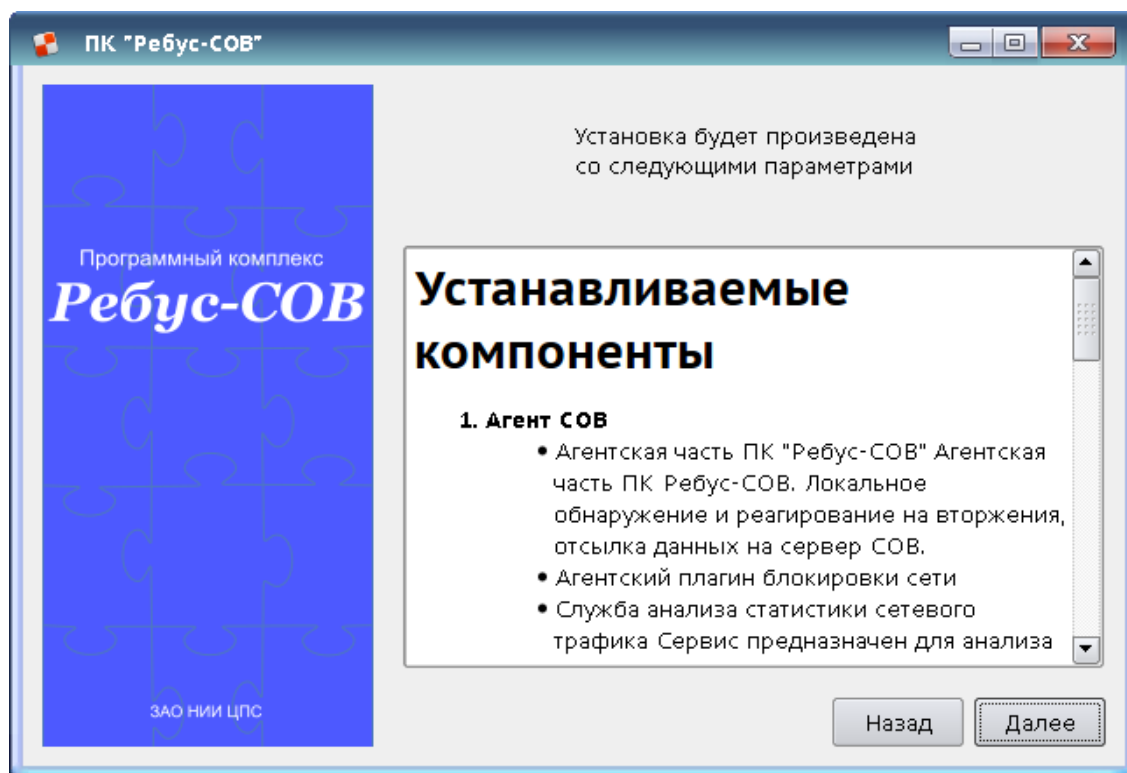 ПК "Ребус-СОВ"
Программный комплекс
Ребус-СОВ
ЗАО НИИ ЦПС
Установка будет произведена
со следующими параметрами
Устанавливаемые
компоненты
1. Агент СОВ
• Агентская часть ПК "Ребус-СОВ" Агентская
часть ПК Ребус-СОВ. Локальное
обнаружение и реагирование на вторжения,
отсылка данных на сервер СОВ.
• Агентский плагин блокировки сети
• Служба анализа статистики сетевого
трафика Сервис предназначен для анализа
Назад
Далее